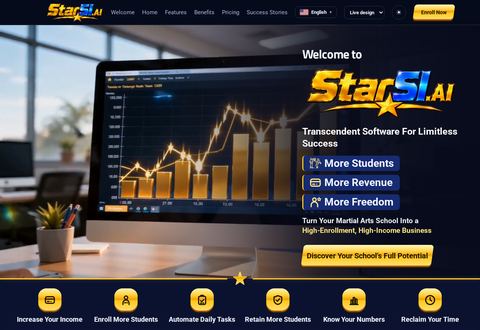 StarSI.AI
Welcome
Home
Features
Benefits
Pricing
Success Stories
English
Live design
Enroll Now
Welcome to
StarSI.AI
Transcendent Software For Limitless
Success
More Students
More Revenue
More Freedom
Turn Your Martial Arts School Into a
High-Enrollment, High-Income Business
Discover Your School's Full Potential
Increase Your Income
Enroll More Students
Automate Daily Tasks
Retain More Students
Know Your Numbers
Reclaim Your Time